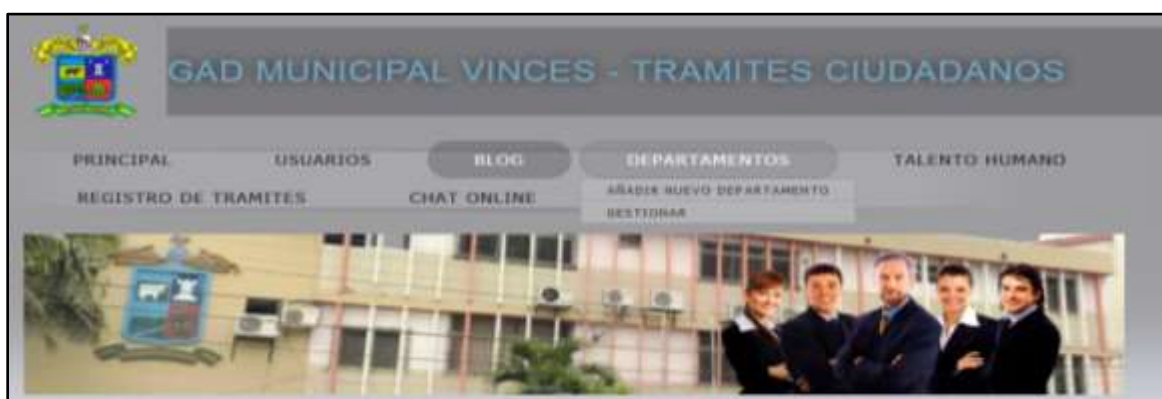 GAD MUNICIPAL VINCES - TRAMITES CIUDADANOS
PRINCIPAL USUARIOS BLOG DEPARTAMENTOS TALENTO HUMANO
REGISTRO DE TRAMITES CHAT ONLINE AÑADIR NUEVO DEPARTAMENTO
GESTIONAR